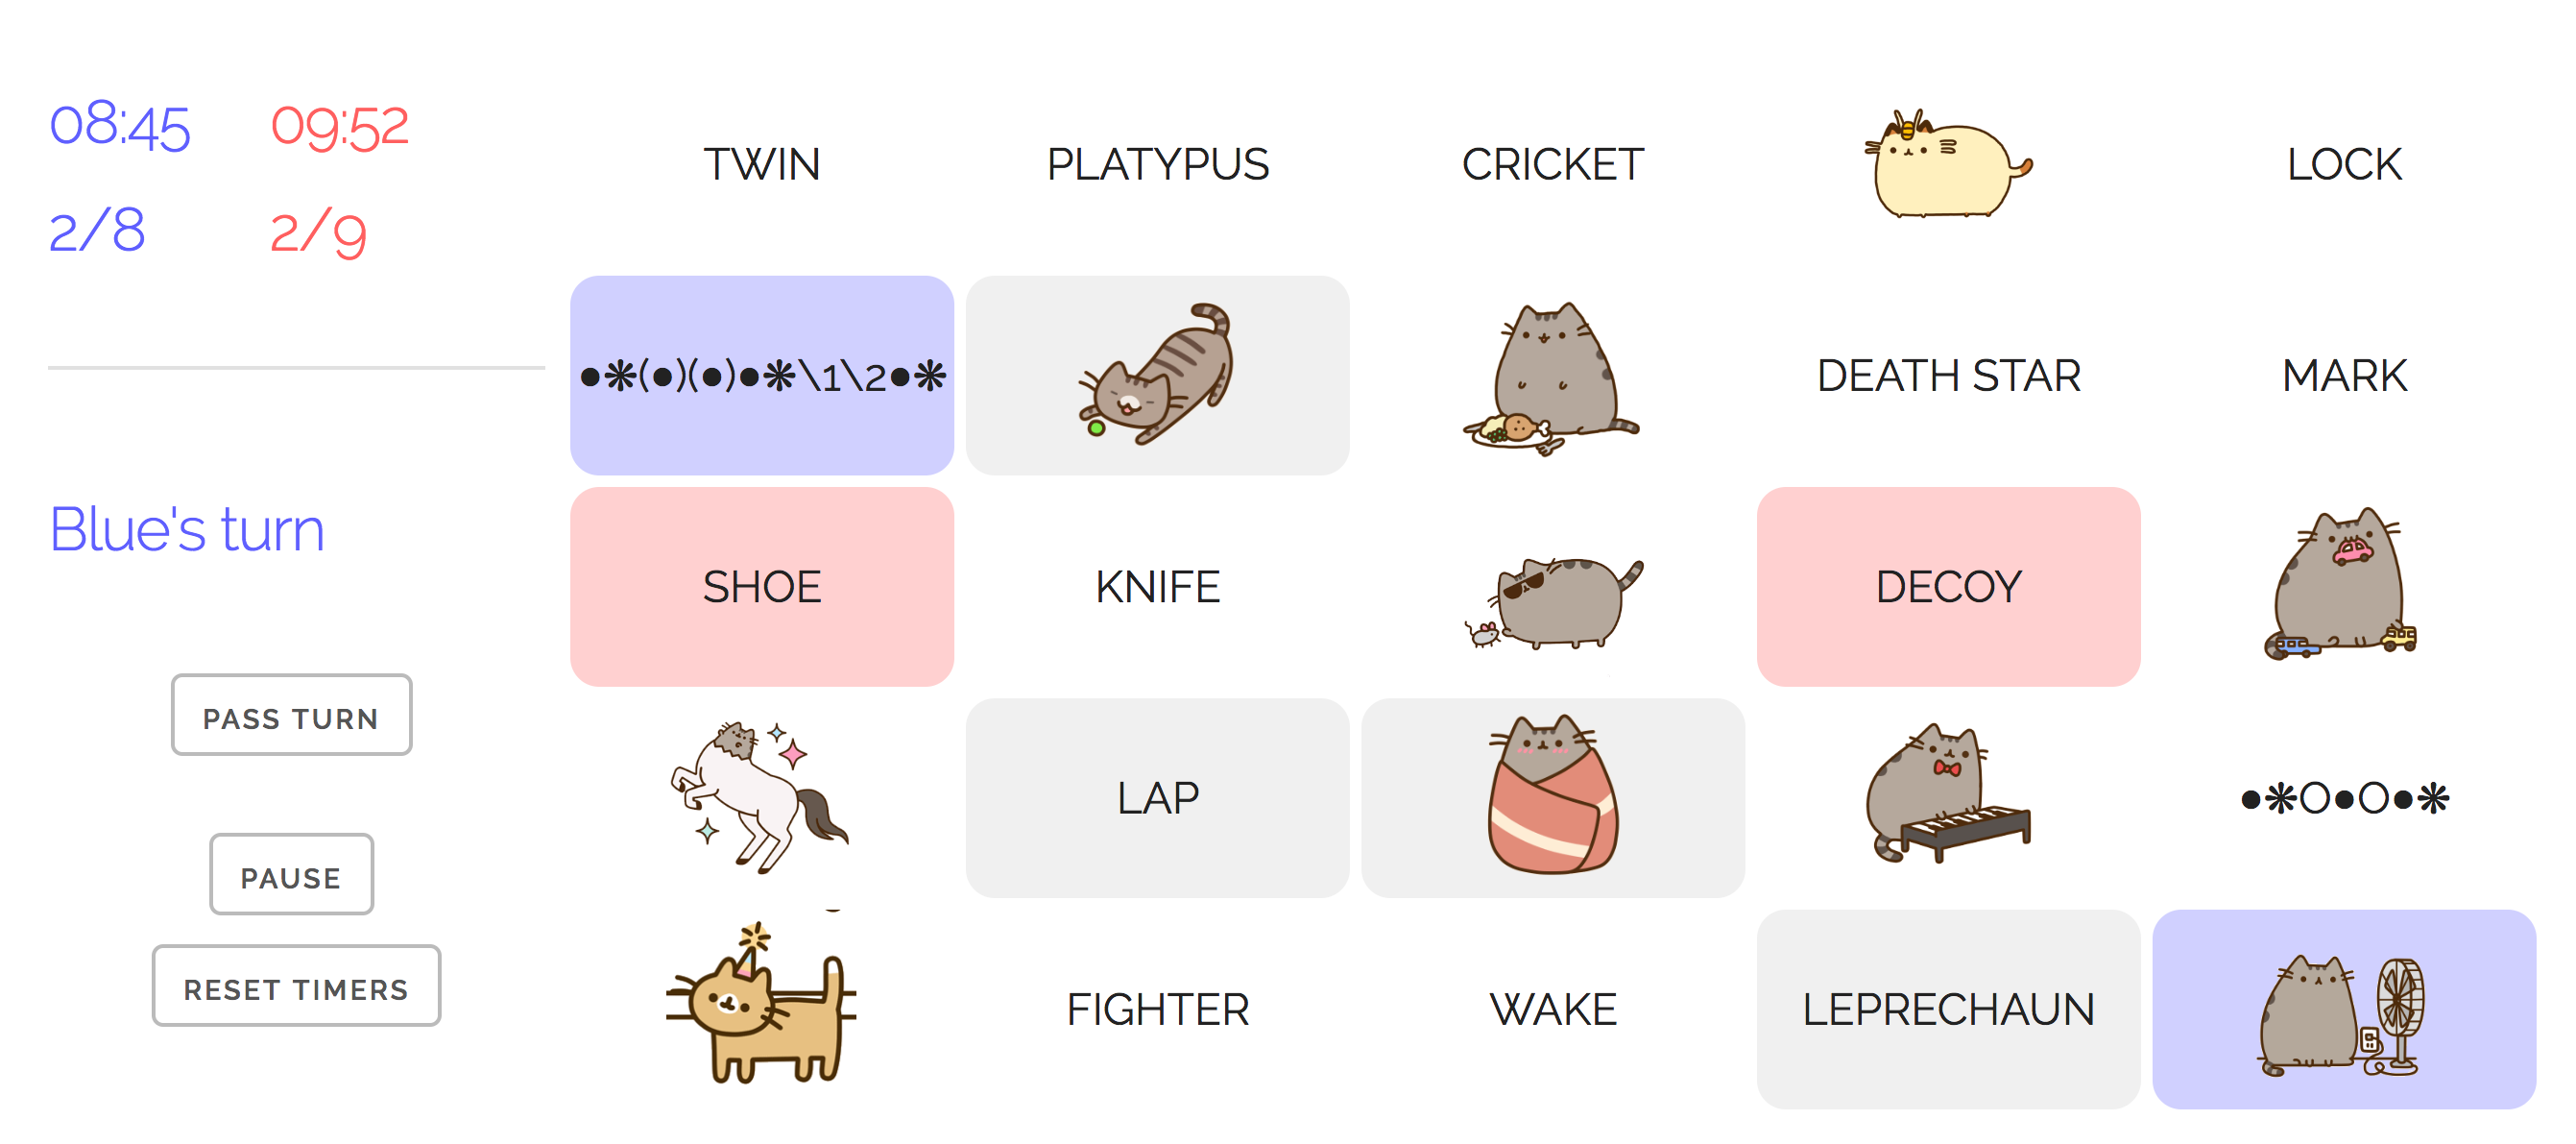 08:45 09:52
2/8 2/9
Blue's turn
PASS TURN
PAUSE
RESET TIMERS
TWIN PLATYPUS CRICKET LOCK
●❋(●)(●)●❋\1\2●❋ DEATH STAR MARK
SHOE KNIFE DECOY
LAP ●❋O●O●❋
FIGHTER WAKE LEPRECHAUN